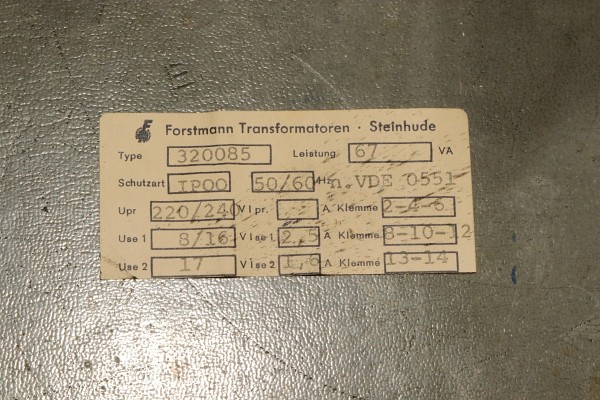 Forstmann Transformatoren · Steinhude
Type 320085 Leistung 67 VA
Schutzart IP00 50/60 Hz n.VDE 0551
Upr 220/240 V Ipr. - A Klemme 2-4-6
Use 1 8/16 V Ise 1 2,5 A Klemme 8-10-12
Use 2 17 V Ise 2 1,6 A Klemme 13-14